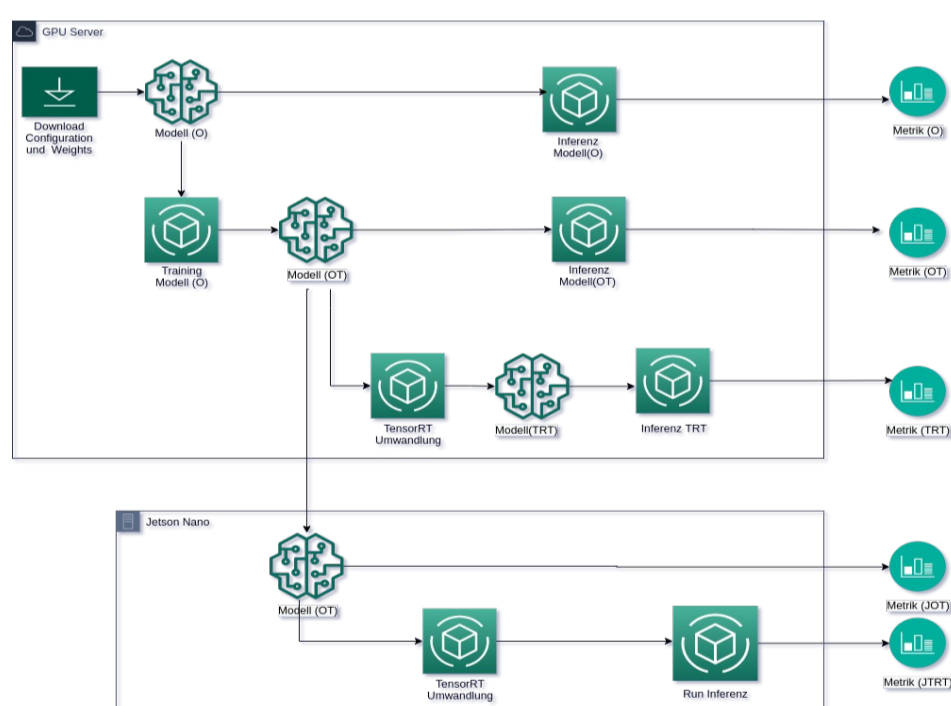 GPU Server
Download
Configuration
und Weights
Modell (O)
Inferenz
Modell(O)
Metrik (O)
Training
Modell (O)
Modell (OT)
Inferenz
Modell(OT)
Metrik (OT)
TensorRT
Umwandlung
Modell(TRT)
Inferenz TRT
Metrik (TRT)
Jetson Nano
Modell (OT)
Metrik (JOT)
TensorRT
Umwandlung
Run Inferenz
Metrik (JTRT)